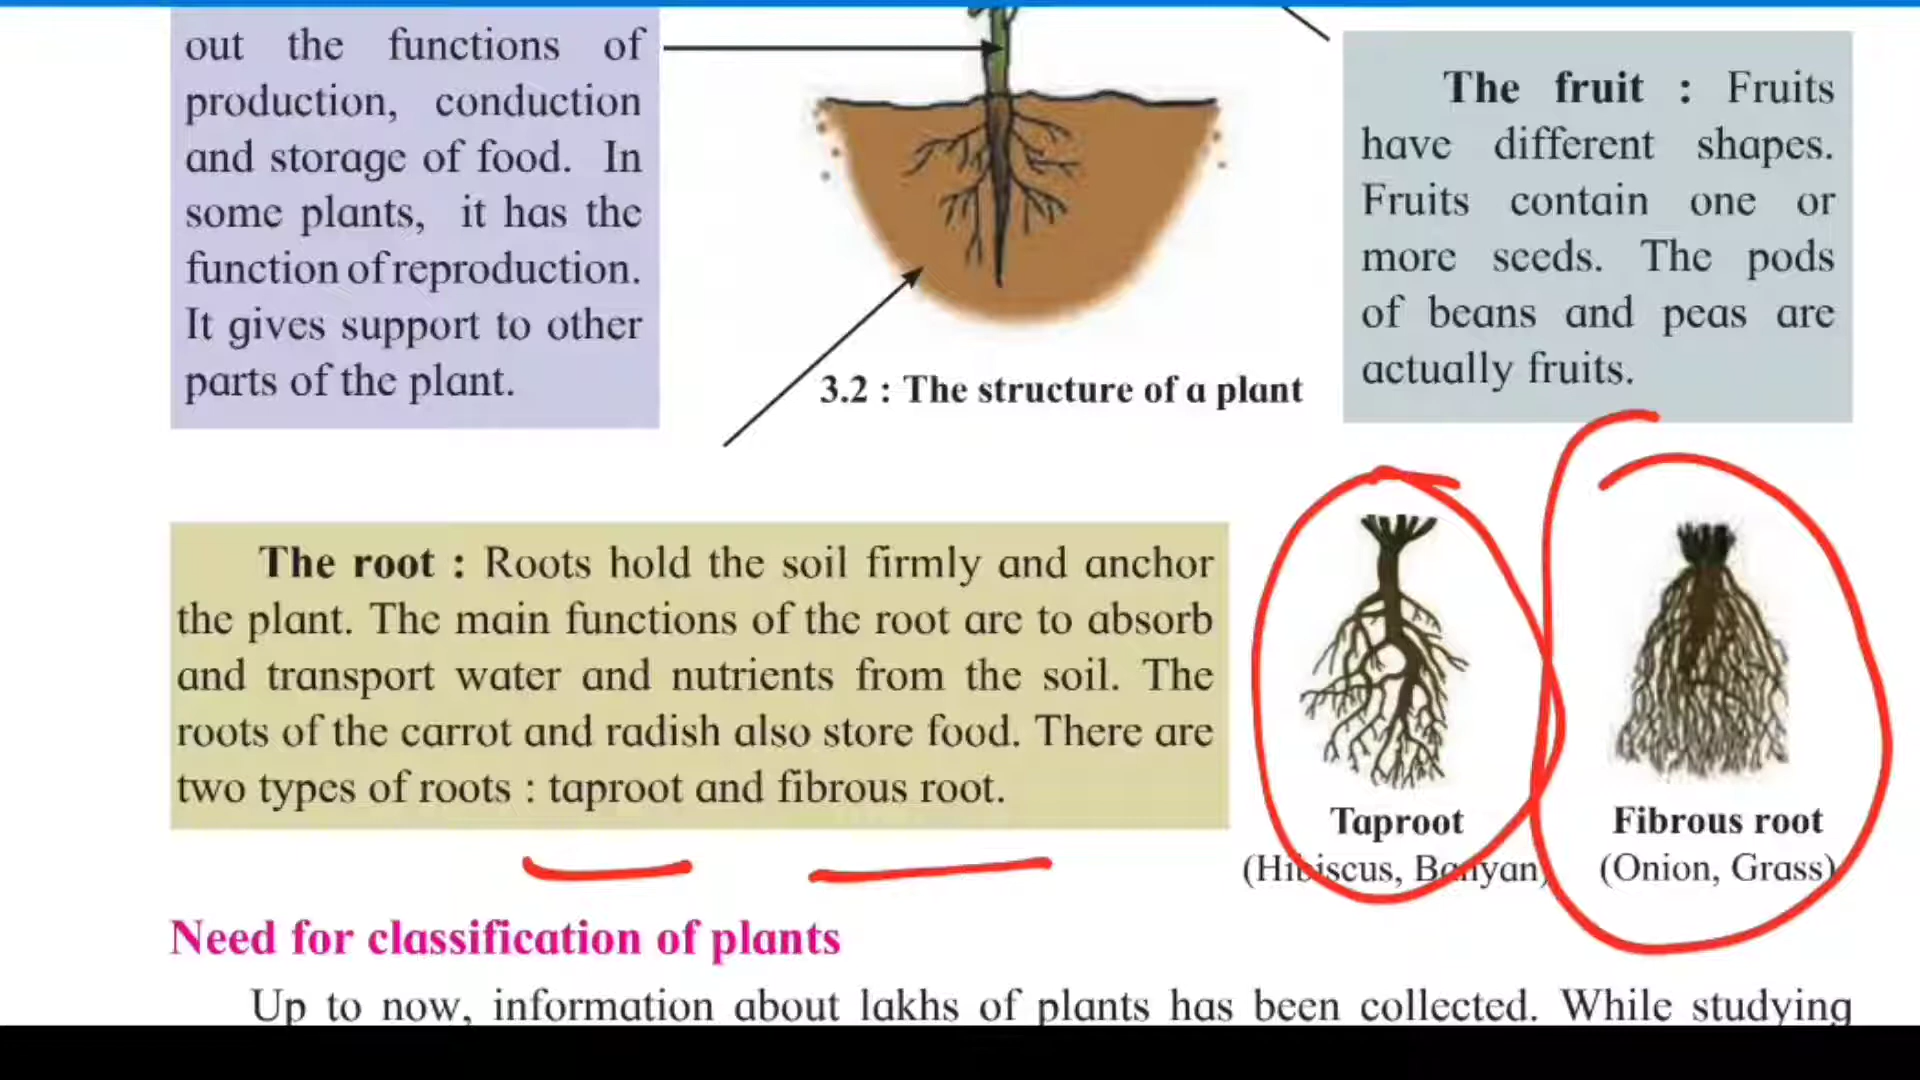 out the functions of
production, conduction
and storage of food. In
some plants, it has the
function of reproduction.
It gives support to other
parts of the plant.
The fruit : Fruits
have different shapes.
Fruits contain one or
more seeds. The pods
of beans and peas are
actually fruits.
3.2 : The structure of a plant
The root : Roots hold the soil firmly and anchor
the plant. The main functions of the root are to absorb
and transport water and nutrients from the soil. The
roots of the carrot and radish also store food. There are
two types of roots : taproot and fibrous root.
Taproot
(Hibiscus, Banyan)
Fibrous root
(Onion, Grass)
Need for classification of plants
Up to now, information about lakhs of plants has been collected. While studying